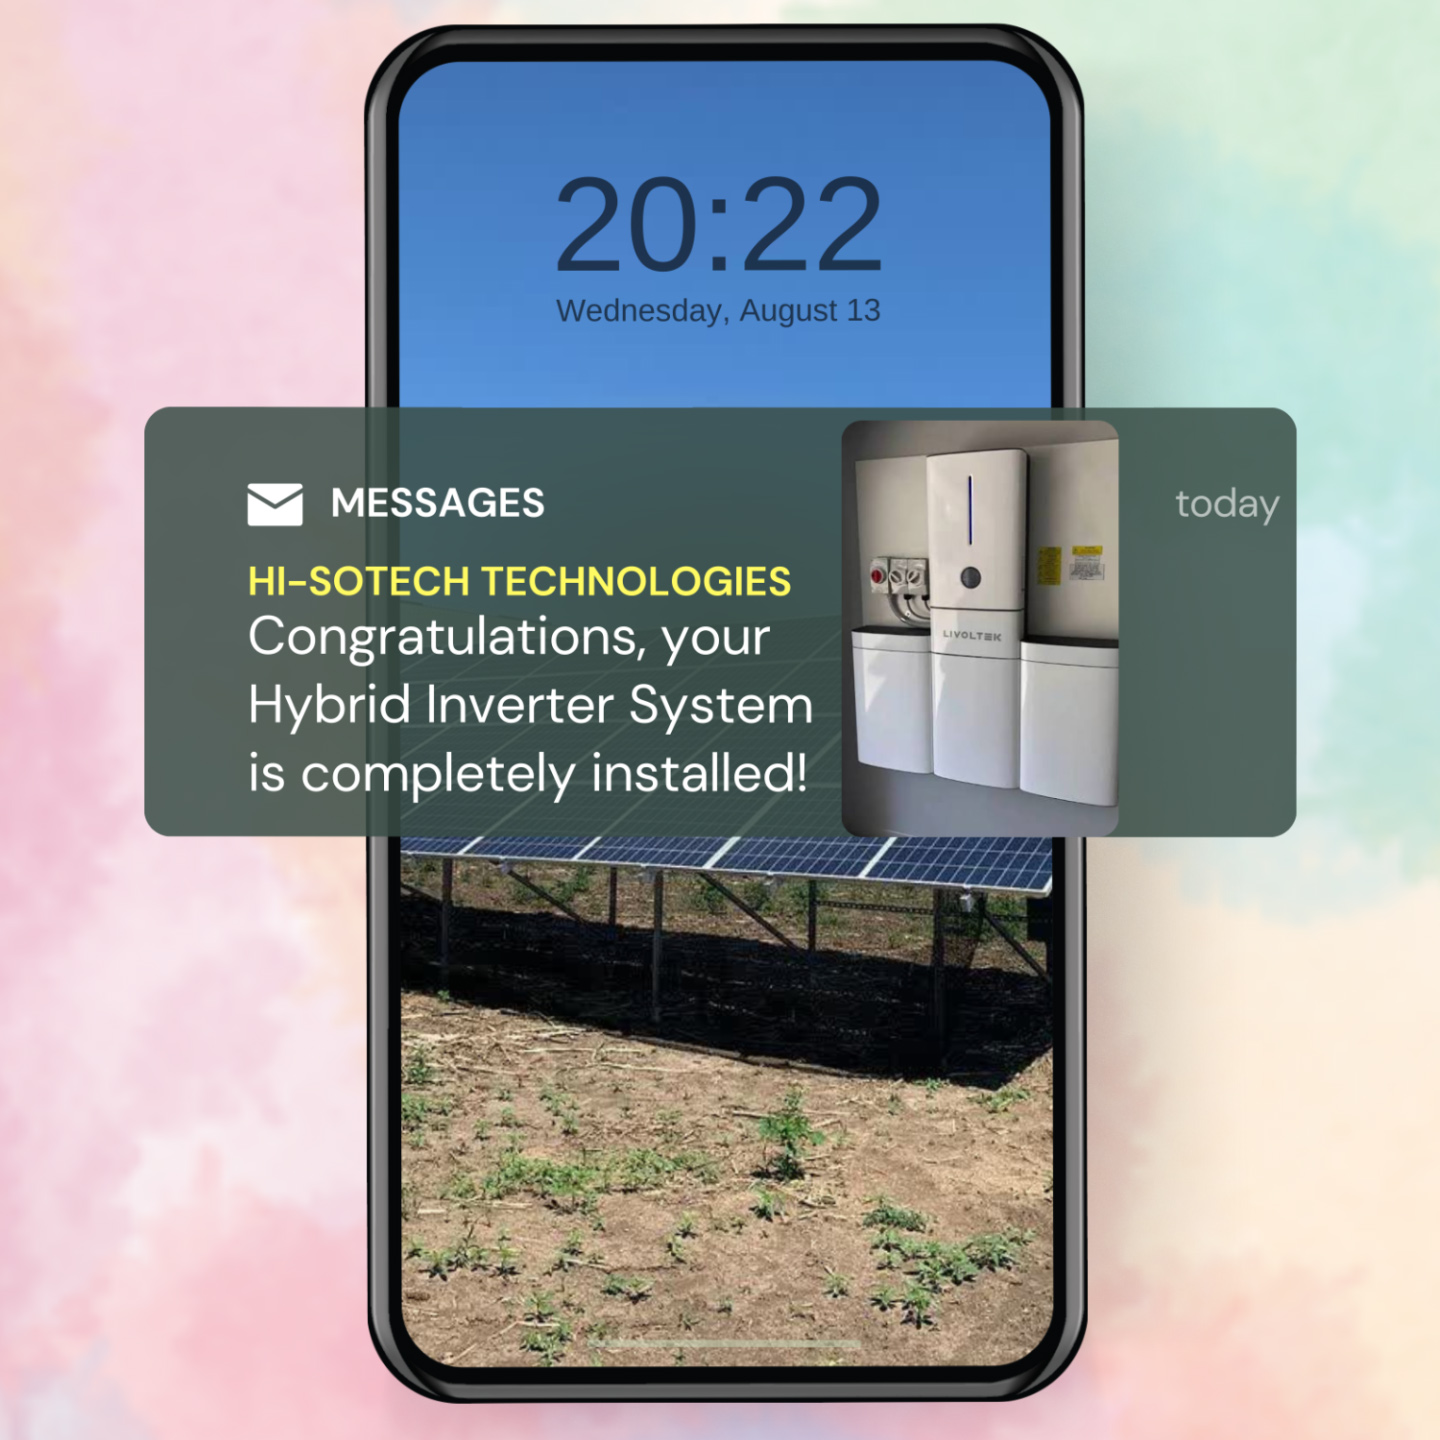 20:22
Wednesday, August 13
MESSAGES
today
HI-SOTECH TECHNOLOGIES
Congratulations, your
Hybrid Inverter System
is completely installed!
LIVOLTEK